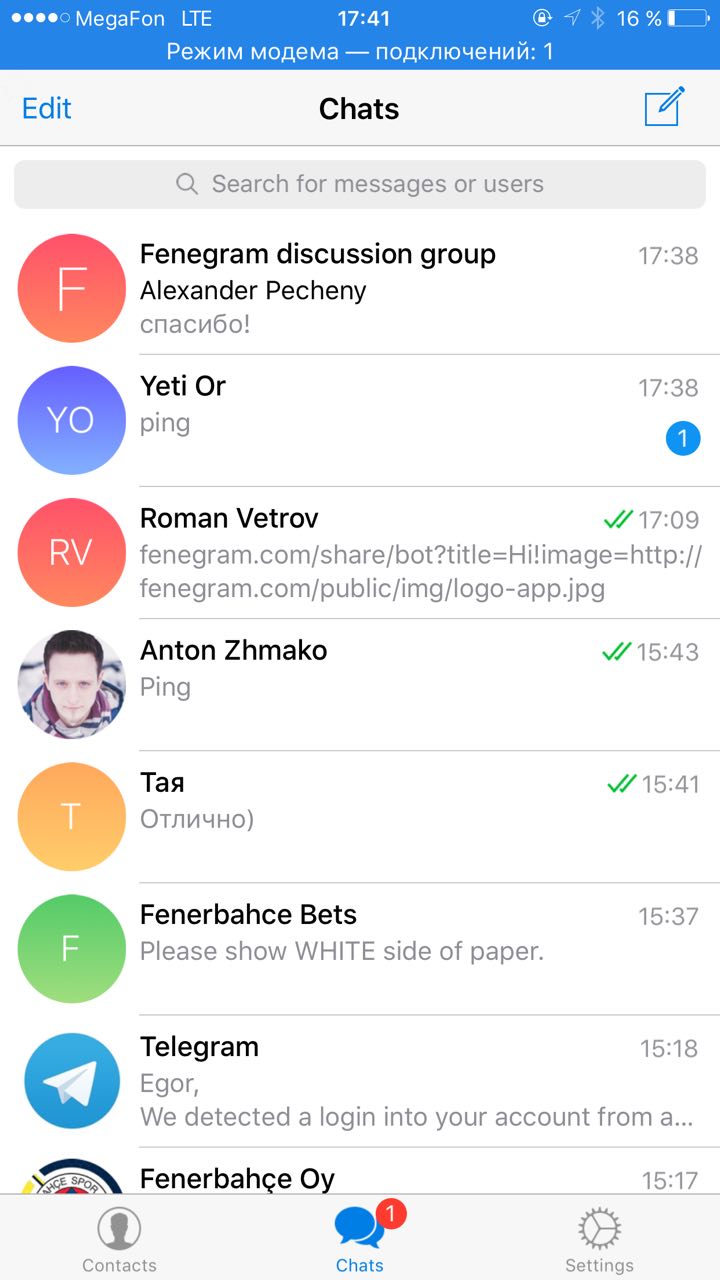 MegaFon LTE 17:41 16 %
Режим модема — подключений: 1
Edit Chats
Search for messages or users
F Fenegram discussion group 17:38
Alexander Pecheny
спасибо!
YO Yeti Or 17:38
ping 1
RV Roman Vetrov 17:09
fenegram.com/share/bot?title=Hi!image=http://
fenegram.com/public/img/logo-app.jpg
Anton Zhmako 15:43
Ping
T Тая 15:41
Отлично)
F Fenerbahce Bets 15:37
Please show WHITE side of paper.
Telegram 15:18
Egor,
We detected a login into your account from a...
Fenerbahçe Oy 15:17
Contacts Chats 1 Settings